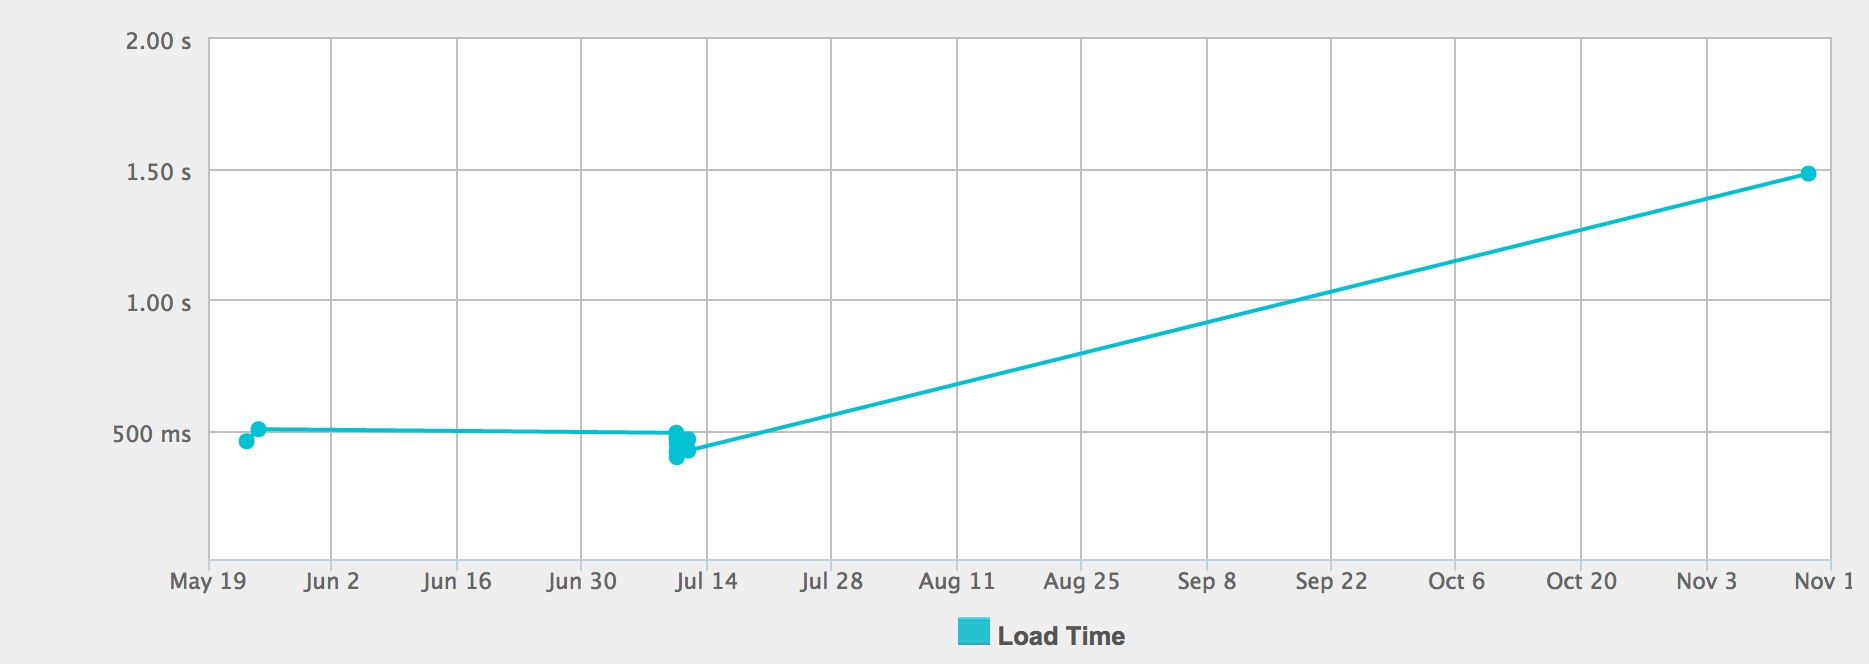 2.00 s
1.50 s
1.00 s
500 ms
May 19 Jun 2 Jun 16 Jun 30 Jul 14 Jul 28 Aug 11 Aug 25 Sep 8 Sep 22 Oct 6 Oct 20 Nov 3 Nov 1
Load Time